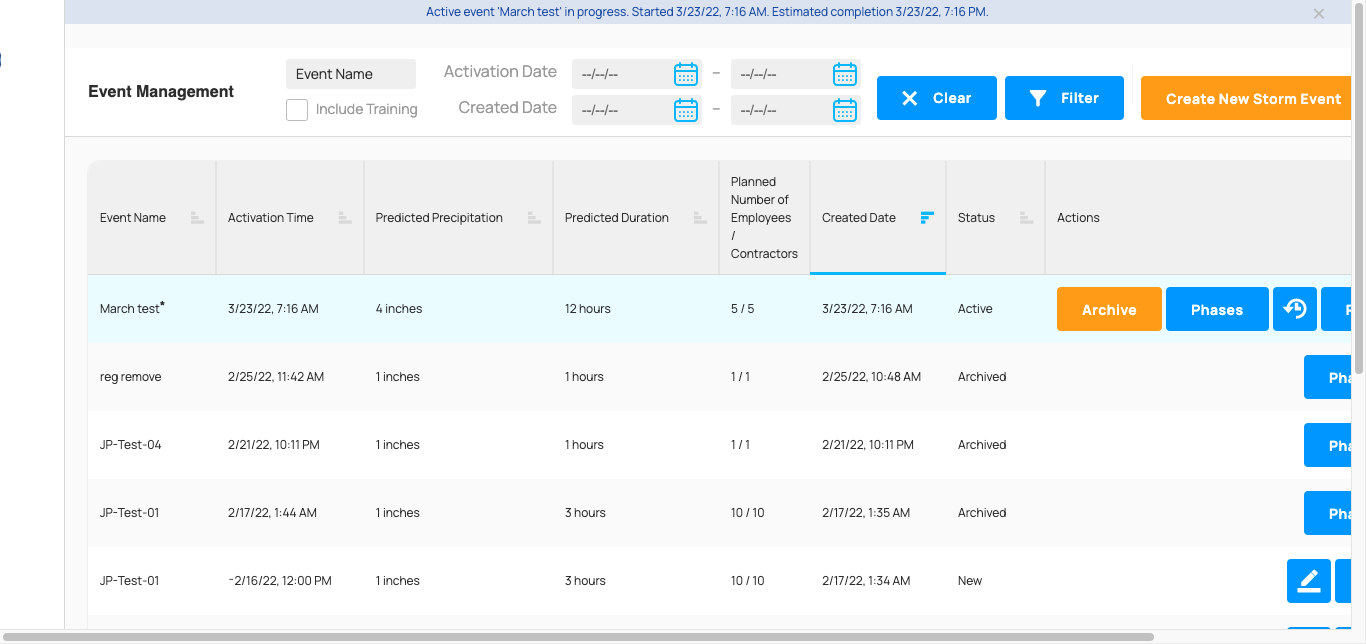 Active event 'March test' in progress. Started 3/23/22, 7:16 AM. Estimated completion 3/23/22, 7:16 PM.
Event Management
Event Name
Include Training
Activation Date --/--/-- – --/--/--
Created Date --/--/-- – --/--/--
Clear
Filter
Create New Storm Event
Event Name
Activation Time
Predicted Precipitation
Predicted Duration
Planned
Number of
Employees
/
Contractors
Created Date
Status
Actions
March test* 3/23/22, 7:16 AM 4 inches 12 hours 5 / 5 3/23/22, 7:16 AM Active Archive Phases
reg remove 2/25/22, 11:42 AM 1 inches 1 hours 1 / 1 2/25/22, 10:48 AM Archived Pha
JP-Test-04 2/21/22, 10:11 PM 1 inches 1 hours 1 / 1 2/21/22, 10:11 PM Archived Pha
JP-Test-01 2/17/22, 1:44 AM 1 inches 3 hours 10 / 10 2/17/22, 1:35 AM Archived Pha
JP-Test-01 ~2/16/22, 12:00 PM 1 inches 3 hours 10 / 10 2/17/22, 1:34 AM New